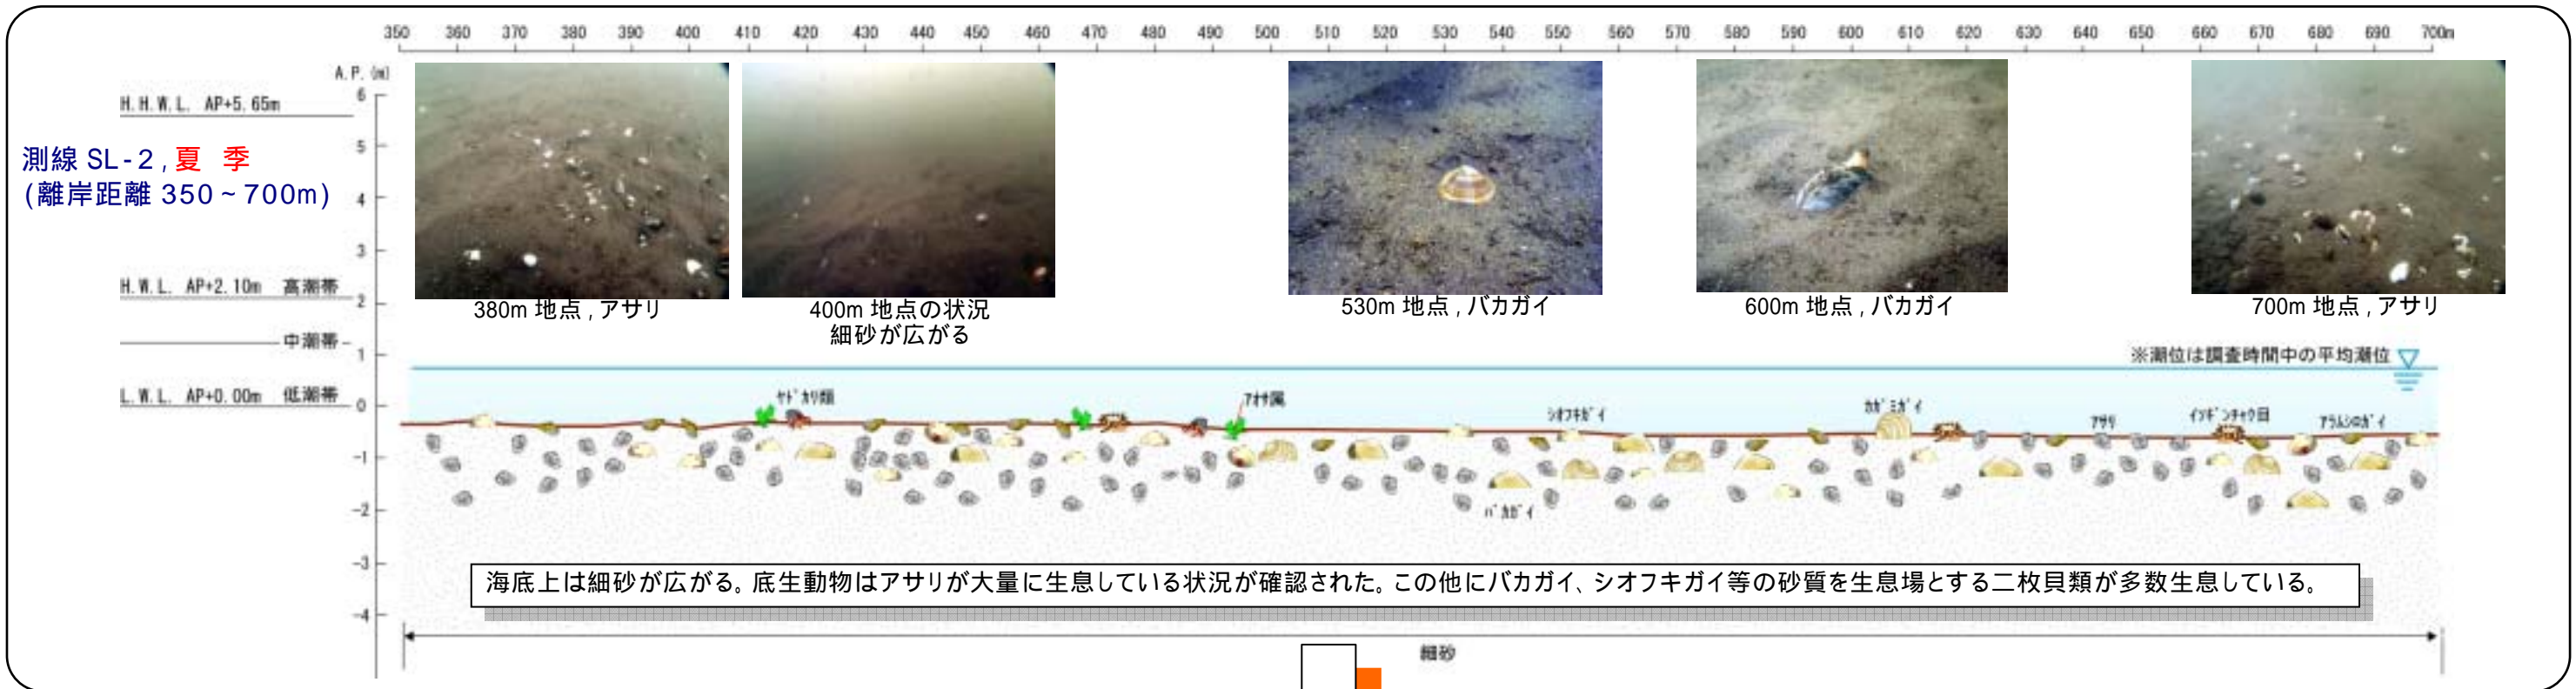 350 360 370 380 390 400 410 420 430 440 450 460 470 480 490 500 510 520 530 540 550 560 570 580 590 600 610 620 630 640 650 660 670 680 690 700m
A.P. (m)
H.H.W.L. AP+5.65m
6
測線 SL-2 , 夏 季
(離岸距離 350 ~ 700m)
5
4
3
H.W.L. AP+2.10m 高潮帯
2
380m 地点 , アサリ
400m 地点の状況
細砂が広がる
530m 地点 , バカガイ
600m 地点 , バカガイ
700m 地点 , アサリ
中潮帯
1
※潮位は調査時間中の平均潮位
L.W.L. AP+0.00m 低潮帯
0
ヤドカリ類
アオサ属
シオフキガイ
カガミガイ
アサリ
イソギンチャク目
アラムシロガイ
-1
-2
バカガイ
-3
海底上は細砂が広がる。底生動物はアサリが大量に生息している状況が確認された。この他にバカガイ、シオフキガイ等の砂質を生息場とする二枚貝類が多数生息している。
-4
細砂